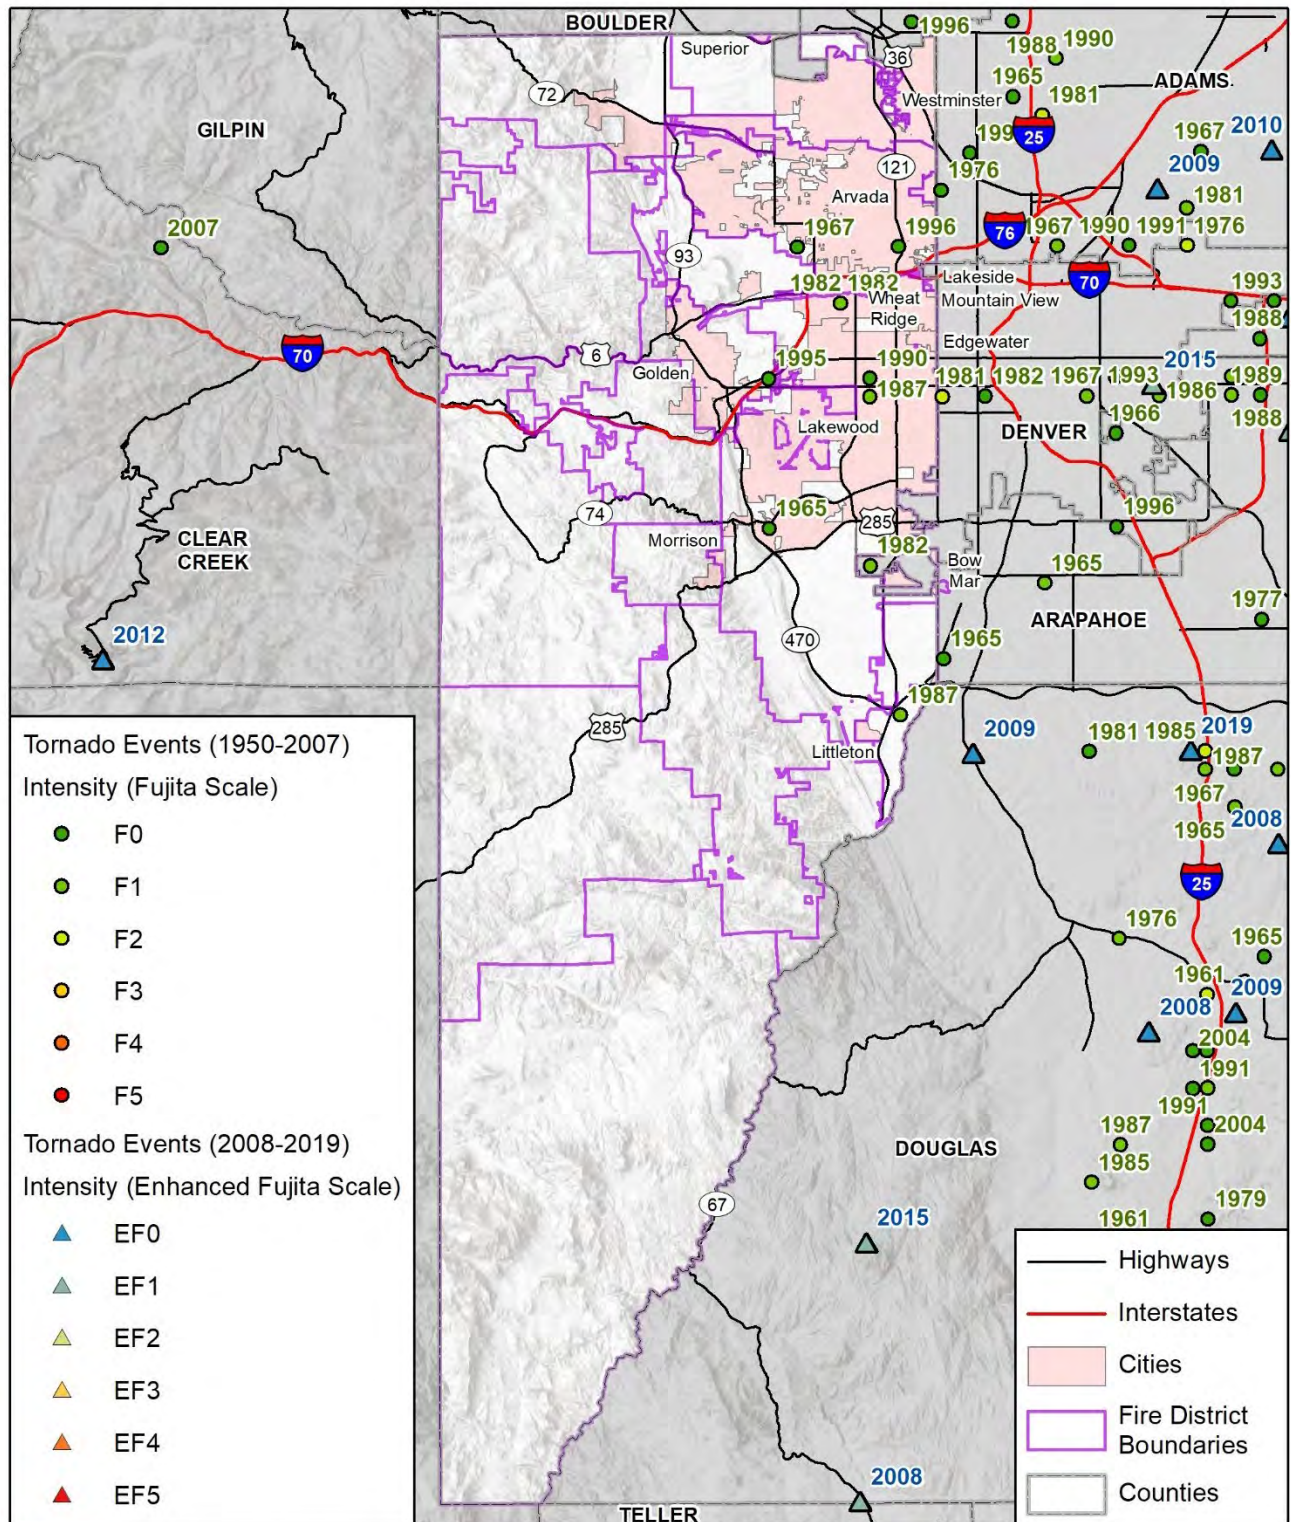 BOULDER
1996
Superior
36
1988
1990
ADAMS
72
1965
Westminster
1981
GILPIN
25
199
1967
2010
121
1976
2009
Arvada
1981
2007
1967
1996
76
1967
1990
1991
1976
93
Lakeside
70
1982
1982
Wheat
Ridge
Mountain View
1993
1988
70
6
Edgewater
Golden
1995
1990
2015
1987
1981
1982
1967
1993
1986
1989
Lakewood
1966
1988
DENVER
74
1965
285
1996
CLEAR
CREEK
Morrison
1982
Bow
Mar
1965
1977
ARAPAHOE
2012
470
1965
1987
285
2009
1981
1985
2019
Littleton
1987
1967
1965
2008
25
1976
1965
1961
2009
2008
2004
1991
1991
1987
2004
DOUGLAS
1985
67
1961
1979
2015
2008
TELLER
Tornado Events (1950-2007)
Intensity (Fujita Scale)
F0
F1
F2
F3
F4
F5
Tornado Events (2008-2019)
Intensity (Enhanced Fujita Scale)
EF0
EF1
EF2
EF3
EF4
EF5
Highways
Interstates
Cities
Fire District
Boundaries
Counties